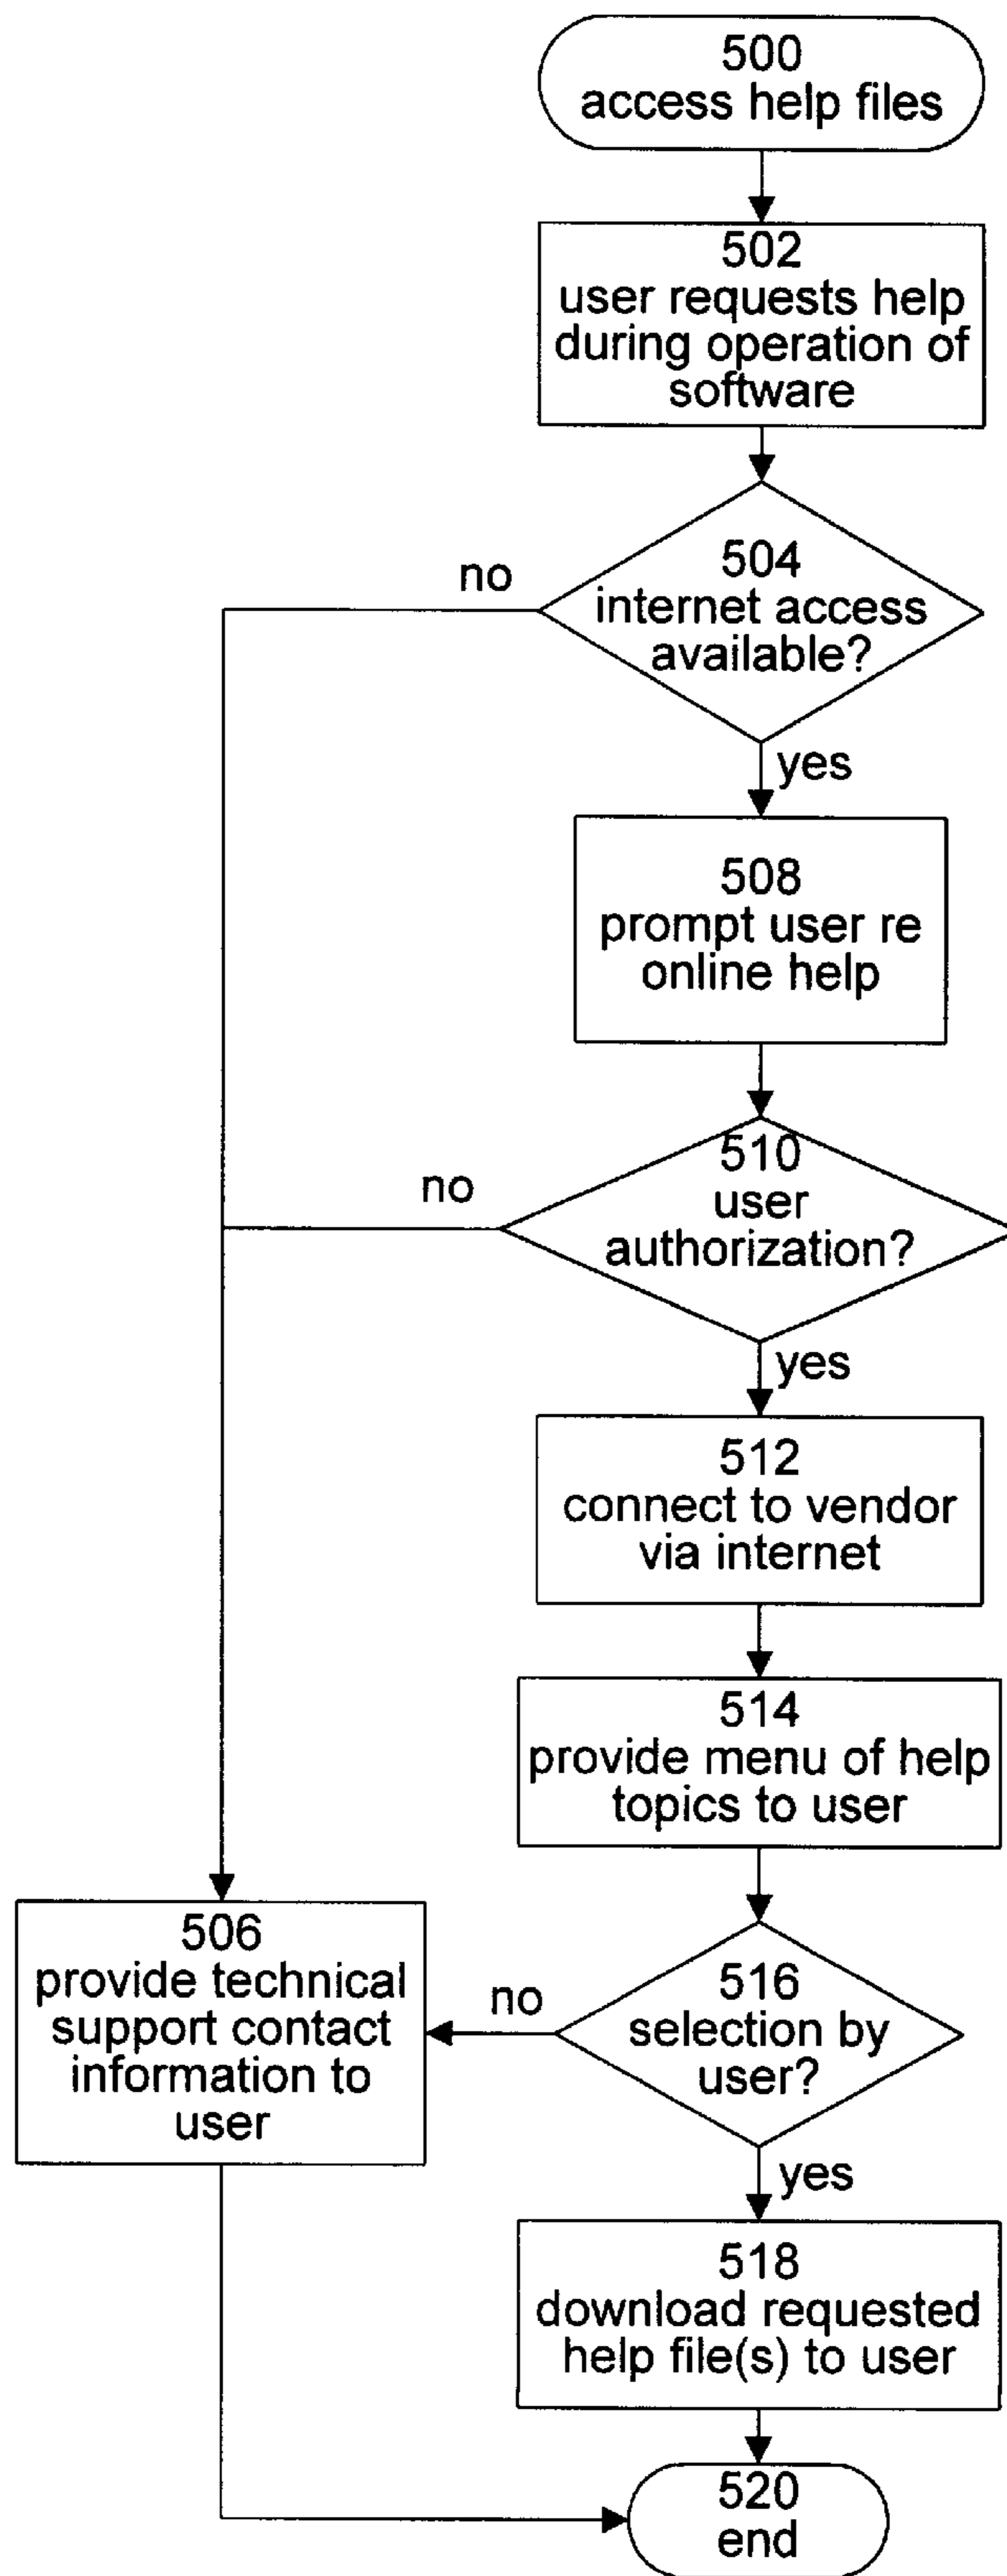 500
access help files
502
user requests help
during operation of
software
504
internet access
available?
no
yes
508
prompt user re
online help
510
user
authorization?
no
yes
512
connect to vendor
via internet
514
provide menu of help
topics to user
506
provide technical
support contact
information to
user
no
516
selection by
user?
yes
518
download requested
help file(s) to user
520
end